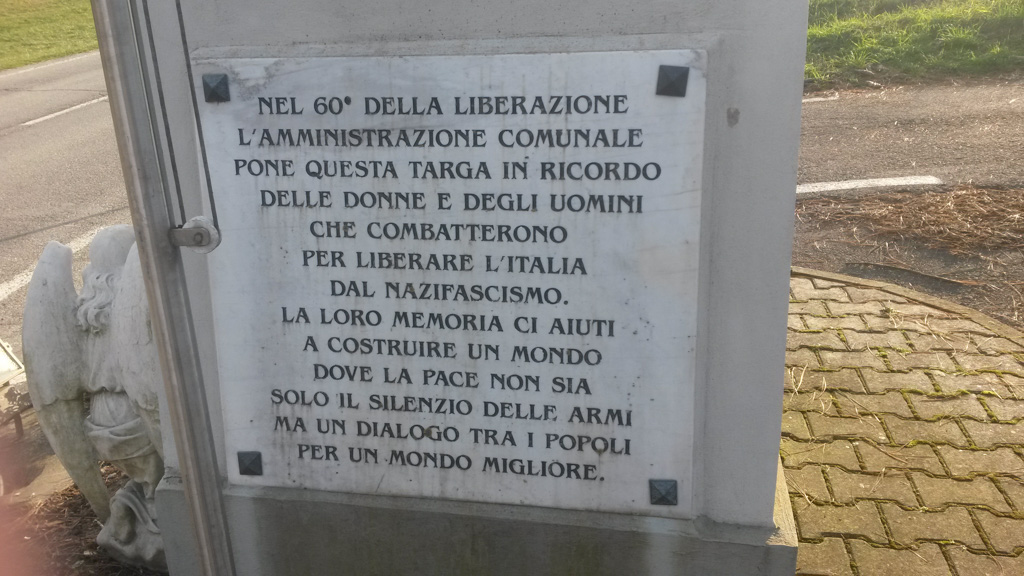 NEL 60° DELLA LIBERAZIONE
L'AMMINISTRAZIONE COMUNALE
PONE QUESTA TARGA IN RICORDO
DELLE DONNE E DEGLI UOMINI
CHE COMBATTERONO
PER LIBERARE L'ITALIA
DAL NAZIFASCISMO.
LA LORO MEMORIA CI AIUTI
A COSTRUIRE UN MONDO
DOVE LA PACE NON SIA
SOLO IL SILENZIO DELLE ARMI
MA UN DIALOGO TRA I POPOLI
PER UN MONDO MIGLIORE.